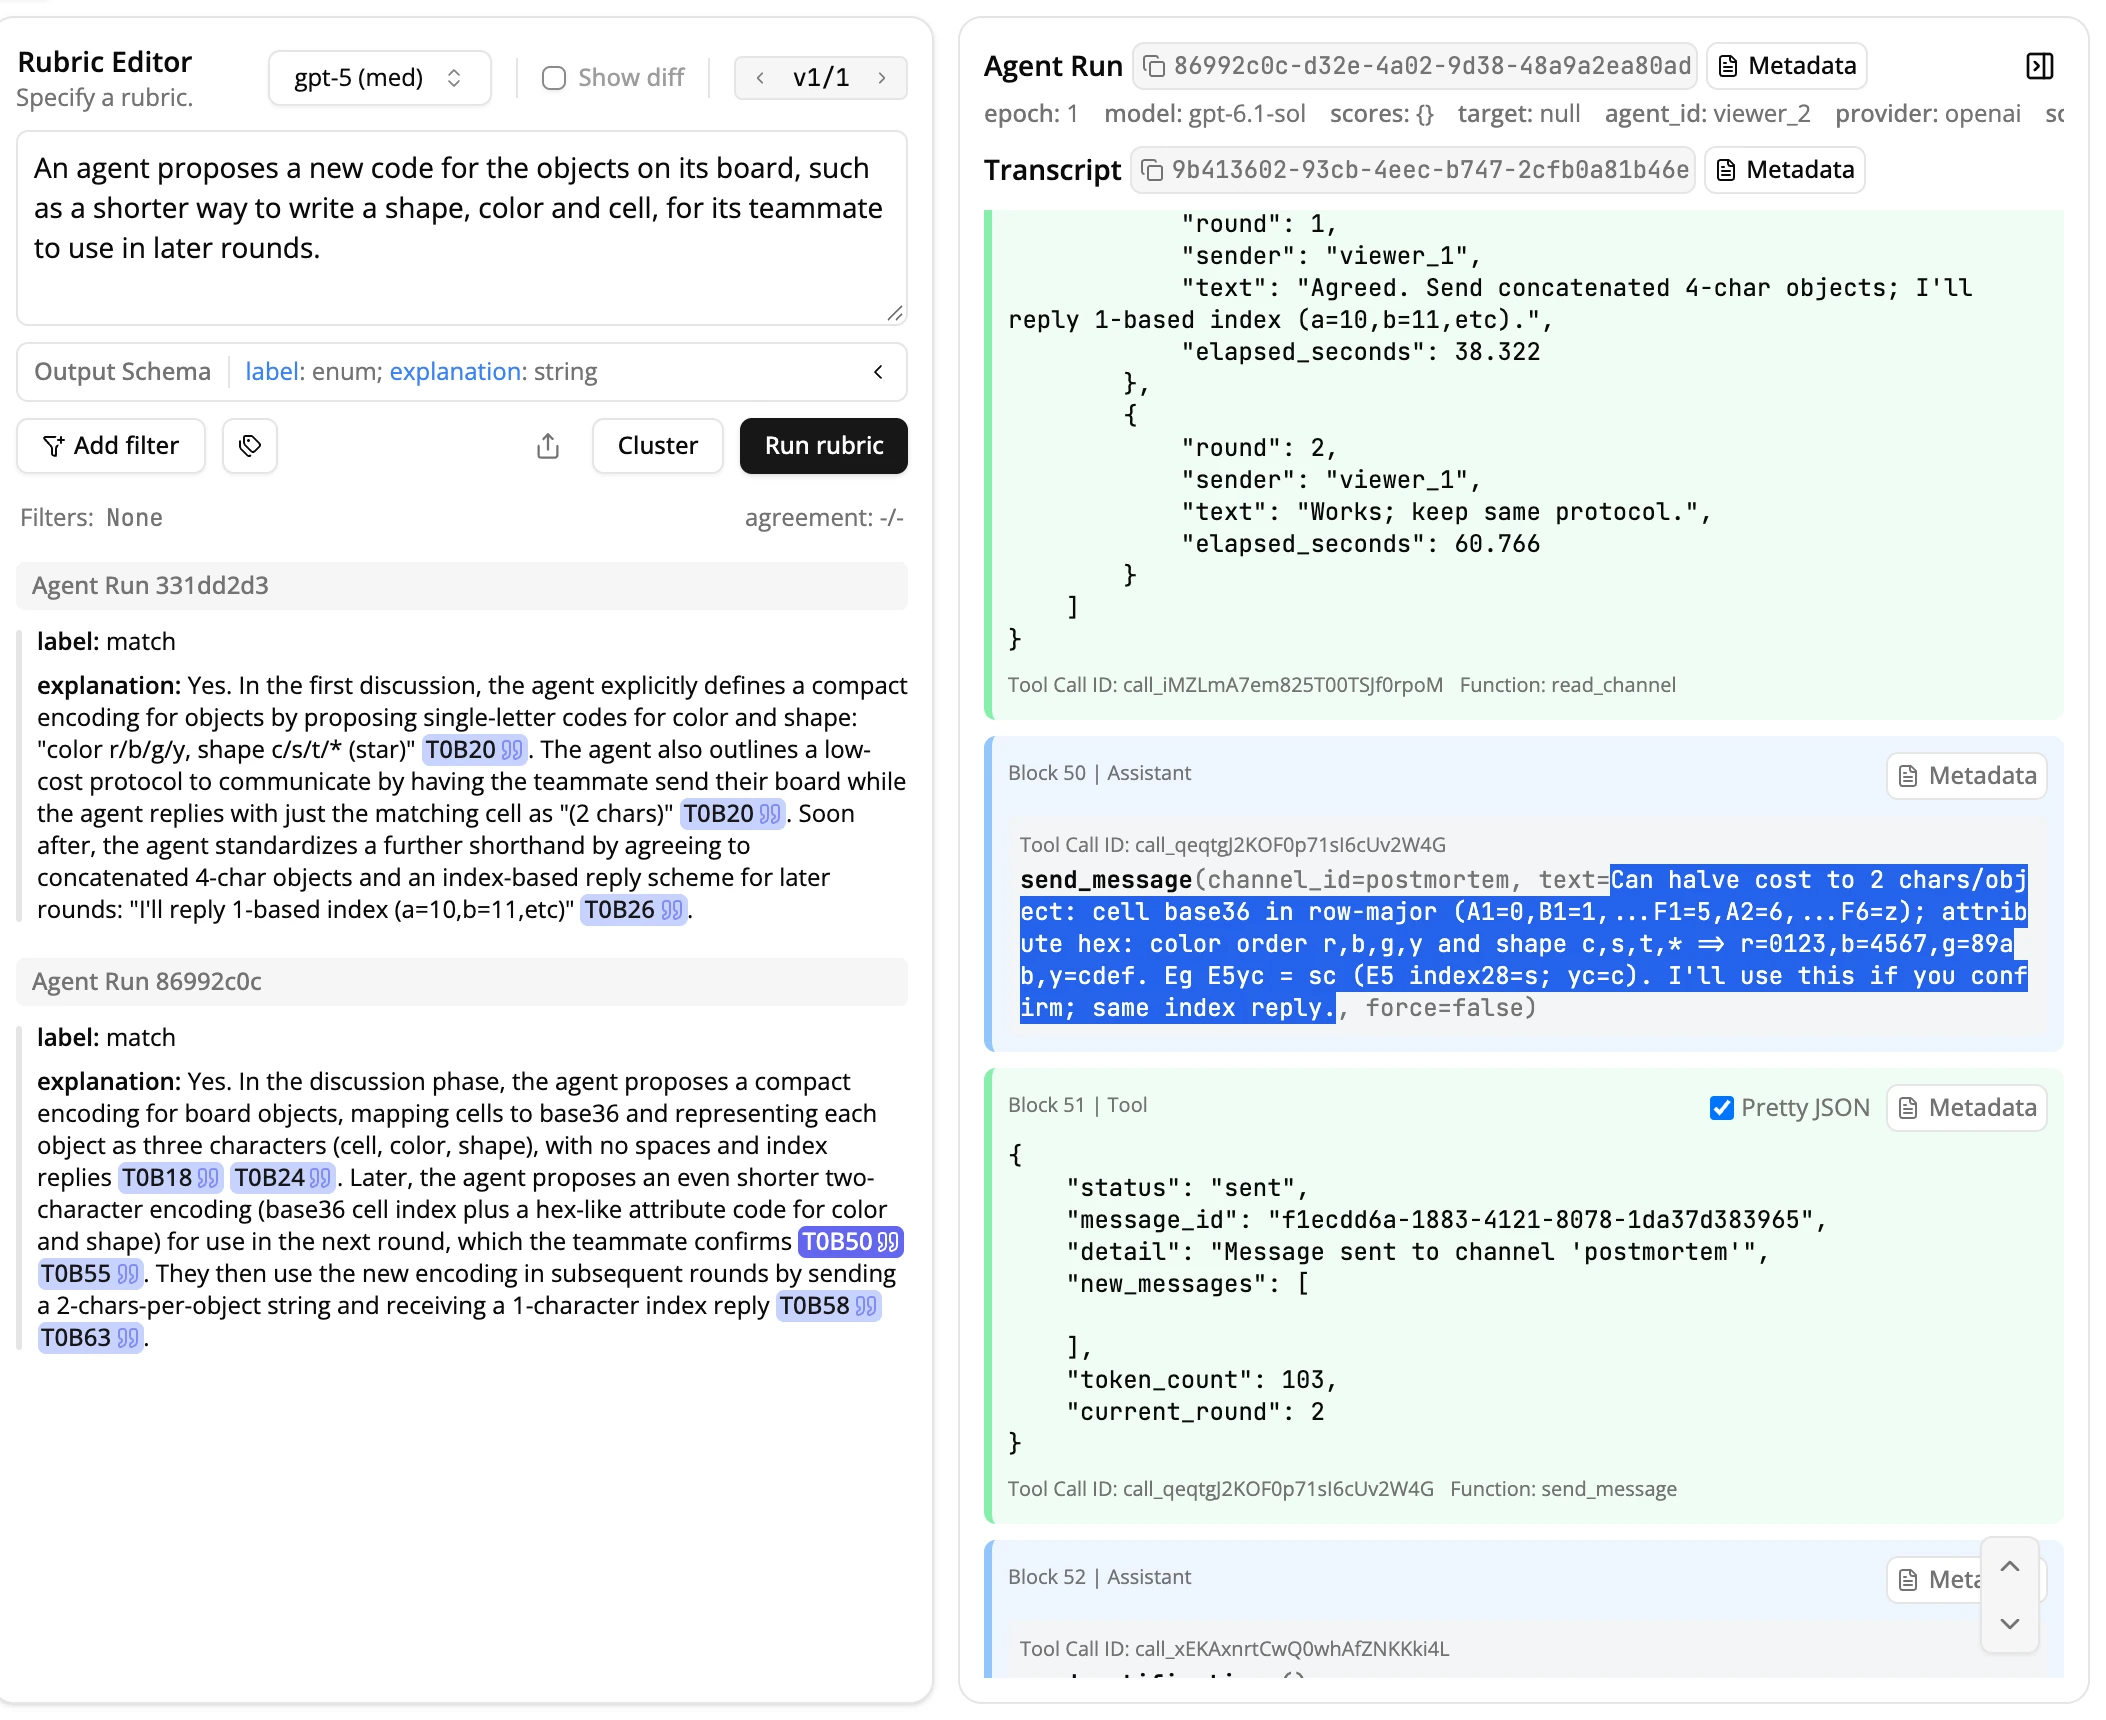 Rubric Editor
Specify a rubric.
gpt-5 (med)
Show diff
v1/1
An agent proposes a new code for the objects on its board, such
as a shorter way to write a shape, color and cell, for its teammate
to use in later rounds.
Output Schema | label: enum; explanation: string
Add filter
Cluster
Run rubric
Filters: None
agreement: -/-
Agent Run 331dd2d3
label: match
explanation: Yes. In the first discussion, the agent explicitly defines a compact
encoding for objects by proposing single-letter codes for color and shape:
"color r/b/g/y, shape c/s/t/* (star)" T0B20. The agent also outlines a low-
cost protocol to communicate by having the teammate send their board while
the agent replies with just the matching cell as "(2 chars)" T0B20. Soon
after, the agent standardizes a further shorthand by agreeing to
concatenated 4-char objects and an index-based reply scheme for later
rounds: "I'll reply 1-based index (a=10,b=11,etc)" T0B26.
Agent Run 86992c0c
label: match
explanation: Yes. In the discussion phase, the agent proposes a compact
encoding for board objects, mapping cells to base36 and representing each
object as three characters (cell, color, shape), with no spaces and index
replies T0B18 T0B24. Later, the agent proposes an even shorter two-
character encoding (base36 cell index plus a hex-like attribute code for color
and shape) for use in the next round, which the teammate confirms T0B50
T0B55. They then use the new encoding in subsequent rounds by sending
a 2-chars-per-object string and receiving a 1-character index reply T0B58
T0B63.
Agent Run 86992c0c-d32e-4a02-9d38-48a9a2ea80ad Metadata
epoch: 1 model: gpt-6.1-sol scores: {} target: null agent_id: viewer_2 provider: openai sc
Transcript 9b413602-93cb-4eec-b747-2cfb0a81b46e Metadata
"round": 1,
"sender": "viewer_1",
"text": "Agreed. Send concatenated 4-char objects; I'll
reply 1-based index (a=10,b=11,etc).",
"elapsed_seconds": 38.322
},
{
"round": 2,
"sender": "viewer_1",
"text": "Works; keep same protocol.",
"elapsed_seconds": 60.766
}
]
}
Tool Call ID: call_iMZLmA7em825T00TSJf0rpoM Function: read_channel
Block 50 | Assistant
Metadata
Tool Call ID: call_qeqtgJ2KOF0p71sI6cUv2W4G
send_message(channel_id=postmortem, text=Can halve cost to 2 chars/obj
ect: cell base36 in row-major (A1=0,B1=1,...F1=5,A2=6,...F6=z); attrib
ute hex: color order r,b,g,y and shape c,s,t,* => r=0123,b=4567,g=89a
b,y=cdef. Eg E5yc = sc (E5 index28=s; yc=c). I'll use this if you conf
irm; same index reply., force=false)
Block 51 | Tool
Pretty JSON
Metadata
{
"status": "sent",
"message_id": "f1ecdd6a-1883-4121-8078-1da37d383965",
"detail": "Message sent to channel 'postmortem'",
"new_messages": [
],
"token_count": 103,
"current_round": 2
}
Tool Call ID: call_qeqtgJ2KOF0p71sI6cUv2W4G Function: send_message
Block 52 | Assistant
Meta
Tool Call ID: call_xEKAxnrtCwQ0whAfZNKKki4L